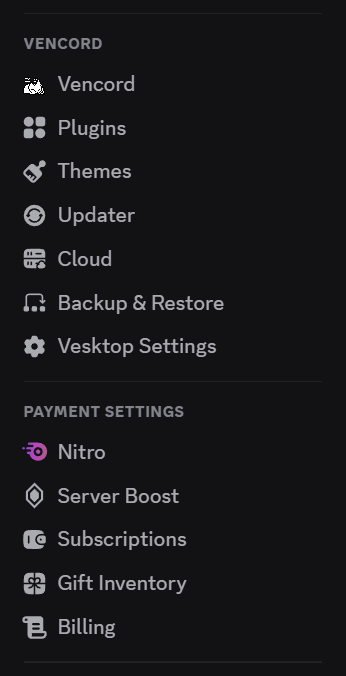 VENCORD
Vencord
Plugins
Themes
Updater
Cloud
Backup & Restore
Vesktop Settings
PAYMENT SETTINGS
Nitro
Server Boost
Subscriptions
Gift Inventory
Billing